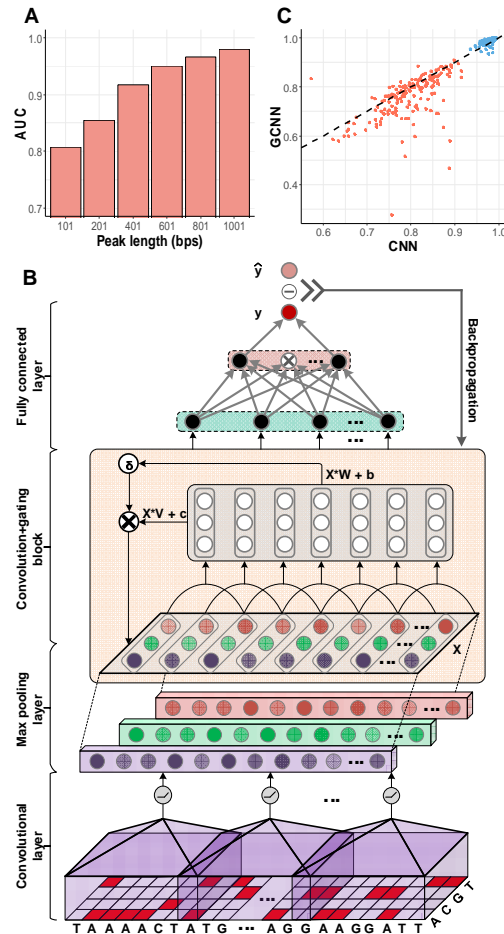 A
AUC
1.0
0.9
0.8
0.7
101 201 401 601 801 1001
Peak length (bps)
C
GCNN
1.0
0.8
0.6
0.4
0.6 0.7 0.8 0.9 1.0
CNN
B
ŷ
y
Backpropagation
Fully connected
layer
...
...
Convolution+gating
block
δ
X*W + b
X*V + c
...
X
Max pooling
layer
...
...
...
Convolutional
layer
...
...
T A A A A C T A T G ... A G G A A G G A T T
A C G T